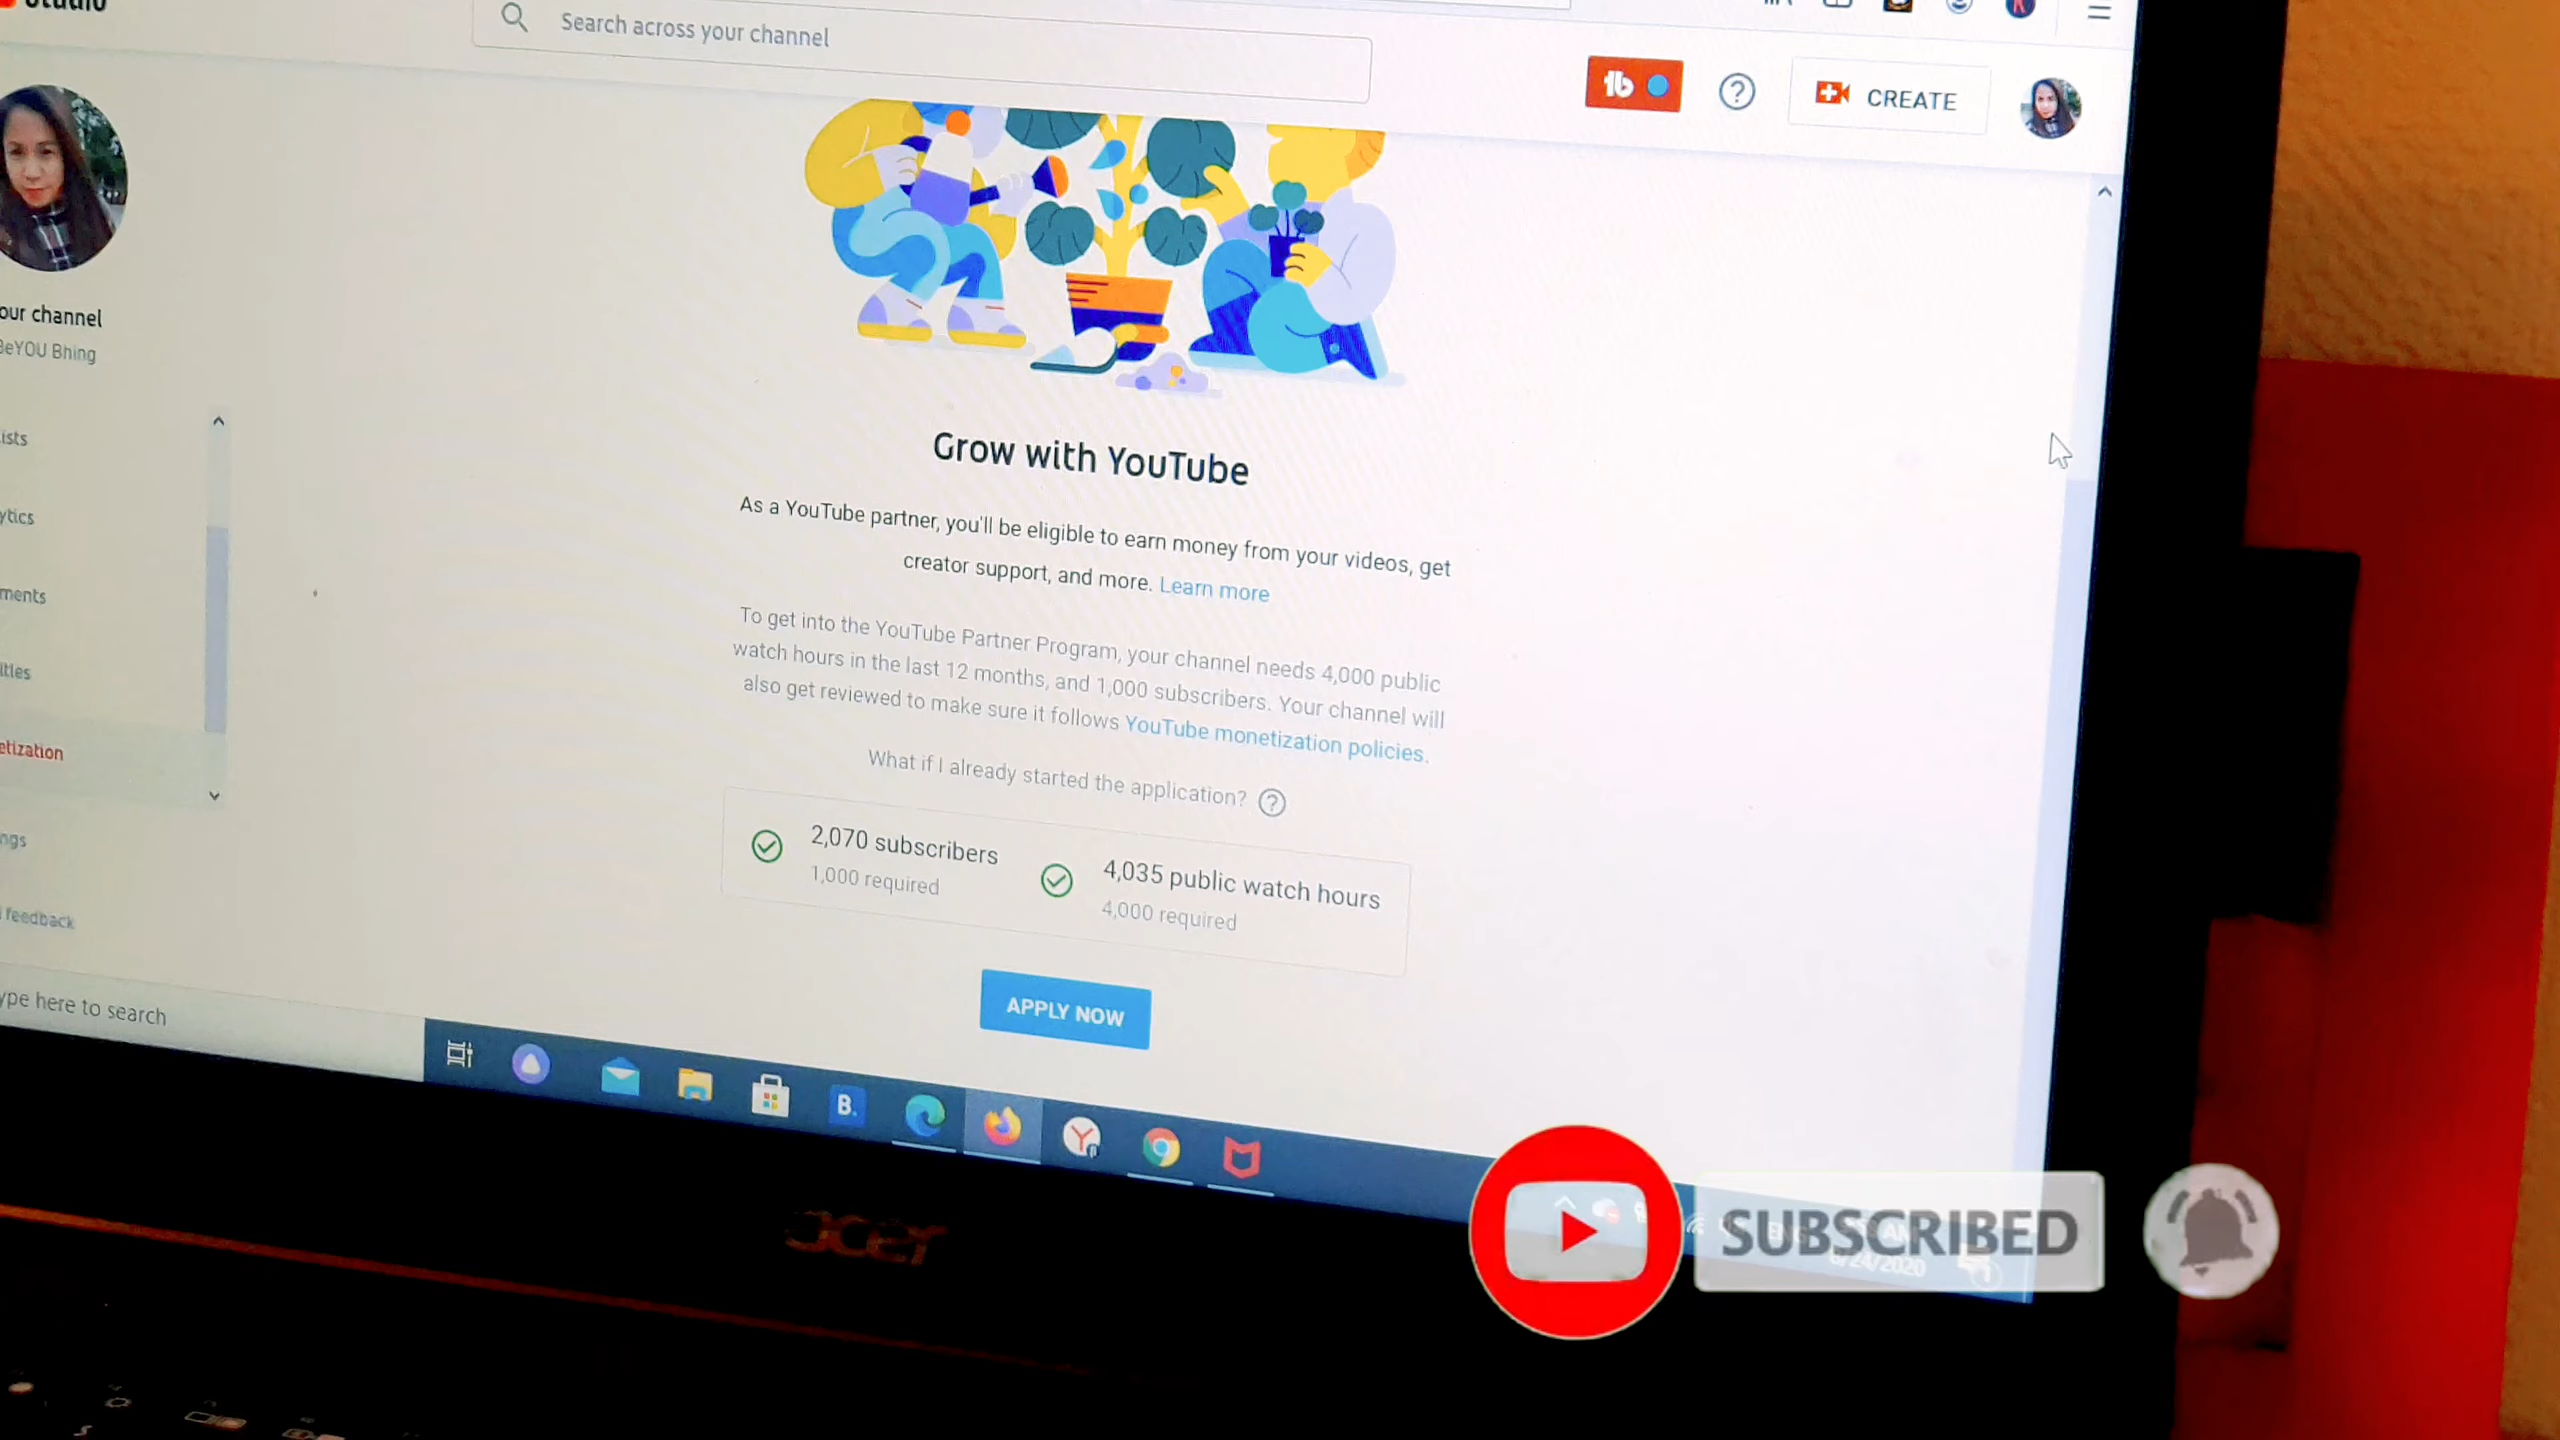 Studio
Search across your channel
CREATE
our channel
BeYOU Bhing
ists
ytics
ments
itles
etization
ngs
feedback
Grow with YouTube
As a YouTube partner, you'll be eligible to earn money from your videos, get
creator support, and more. Learn more
To get into the YouTube Partner Program, your channel needs 4,000 public
watch hours in the last 12 months, and 1,000 subscribers. Your channel will
also get reviewed to make sure it follows YouTube monetization policies.
What if I already started the application?
2,070 subscribers
1,000 required
4,035 public watch hours
4,000 required
APPLY NOW
ype here to search
B.
acer
SUBSCRIBED